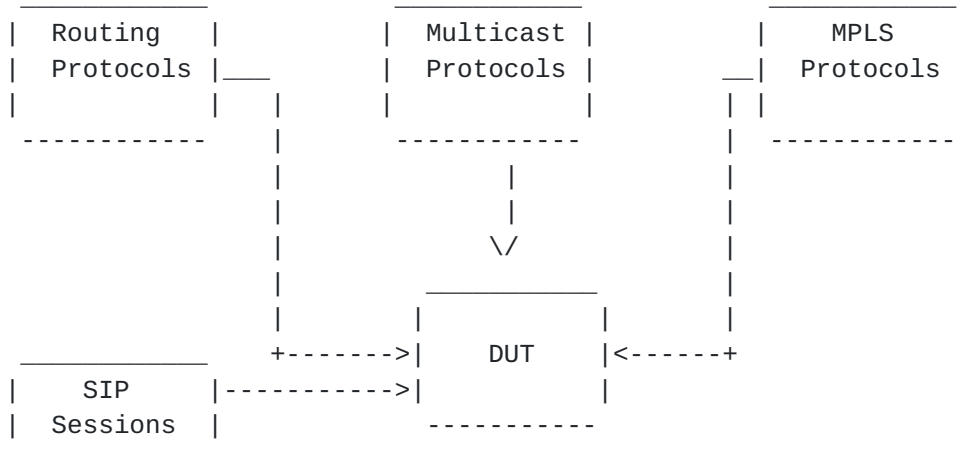 Routing Multicast MPLS
Protocols Protocols Protocols
DUT
SIP
Sessions